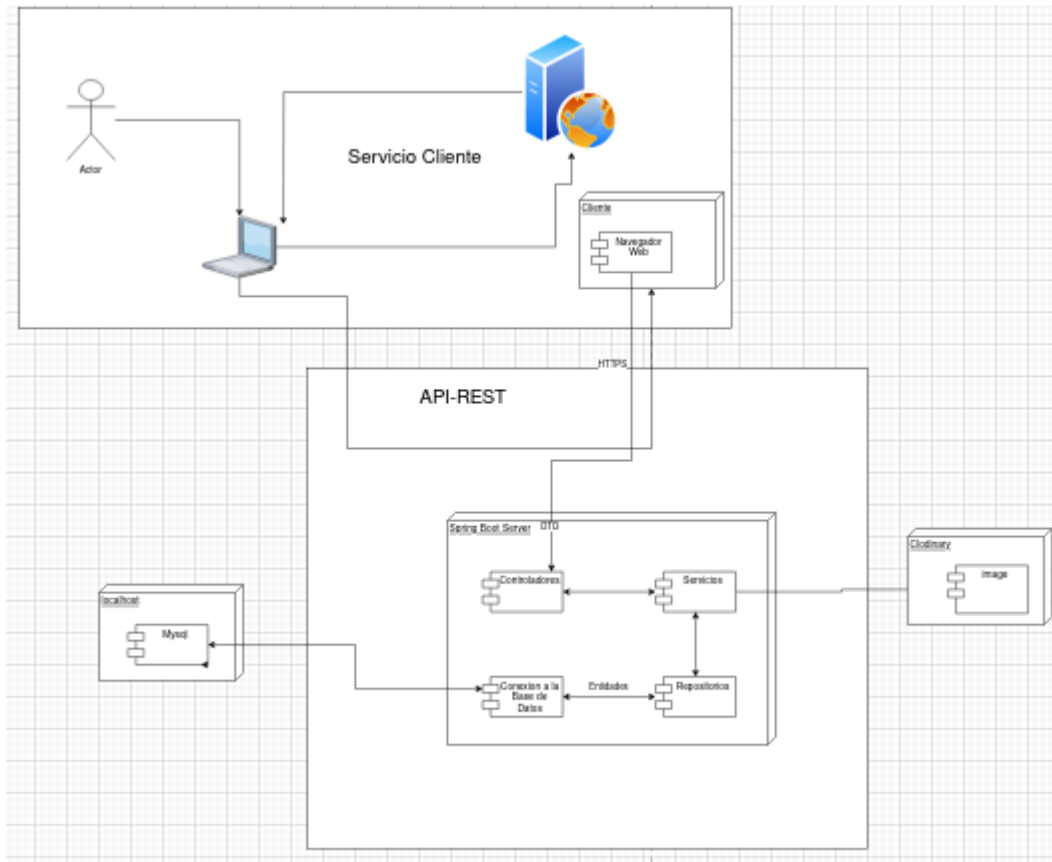 Actor
Servicio Cliente
Cliente
Navegador
Web
HTTPS
API-REST
Spring Boot Server
DTO
Controladores
Servicios
Clodinary
Image
localhost
Mysql
Conexion a la
Base de
Datos
Entidades
Repositorios